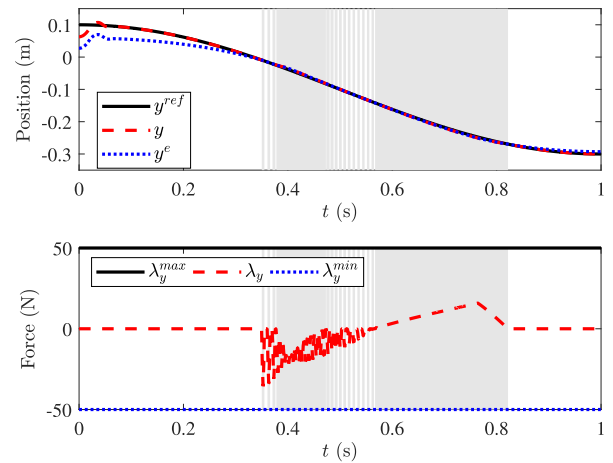 0.1
0
-0.1
-0.2
-0.3
Position (m)
y^ref
y
y^e
0 0.2 0.4 0.6 0.8 1
t (s)
50
0
-50
Force (N)
λ_y^max λ_y λ_y^min
0 0.2 0.4 0.6 0.8 1
t (s)